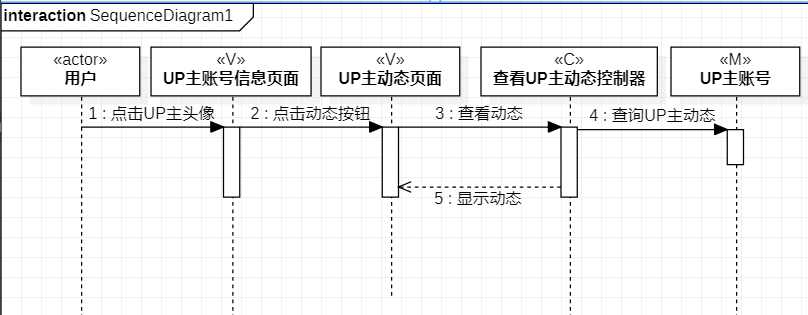 interaction SequenceDiagram1
«actor»
用户
«V»
UP主账号信息页面
«V»
UP主动态页面
«C»
查看UP主动态控制器
«M»
UP主账号
1 : 点击UP主头像
2 : 点击动态按钮
3 : 查看动态
4 : 查询UP主动态
5 : 显示动态